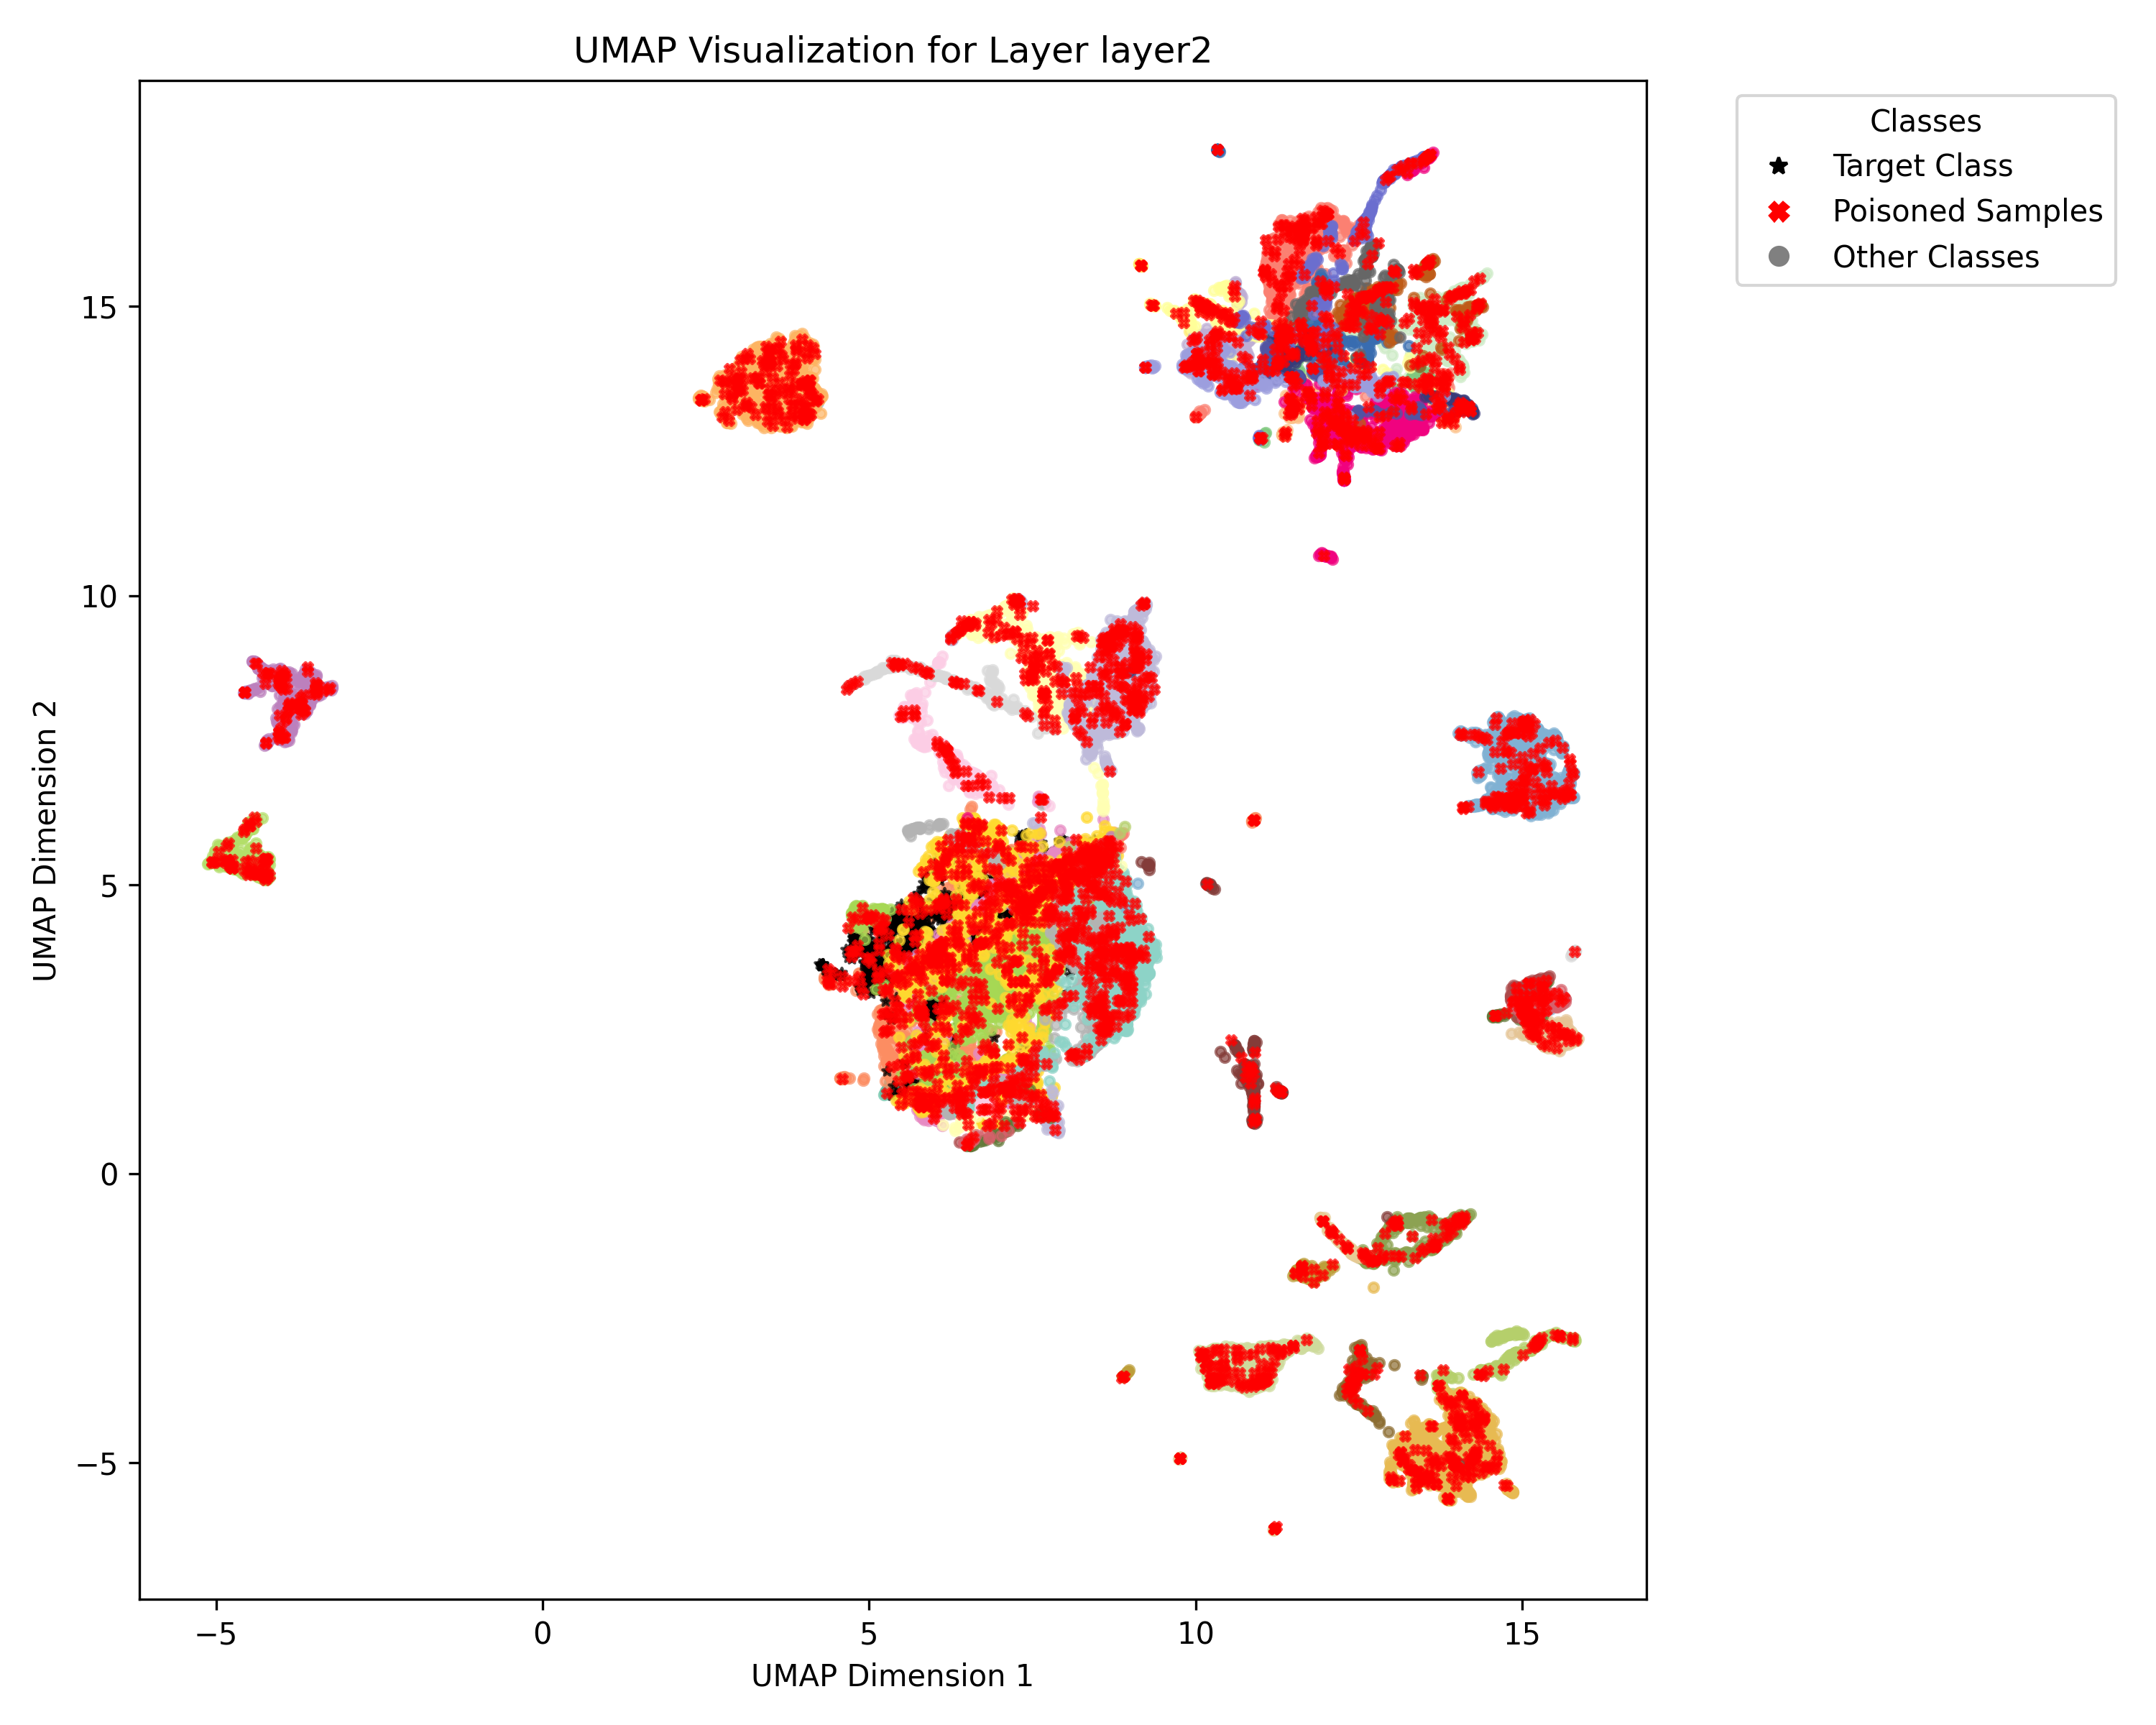 UMAP Visualization for Layer layer2
Classes
Target Class
Poisoned Samples
Other Classes
UMAP Dimension 2
15
10
5
0
−5
−5
0
5
10
15
UMAP Dimension 1